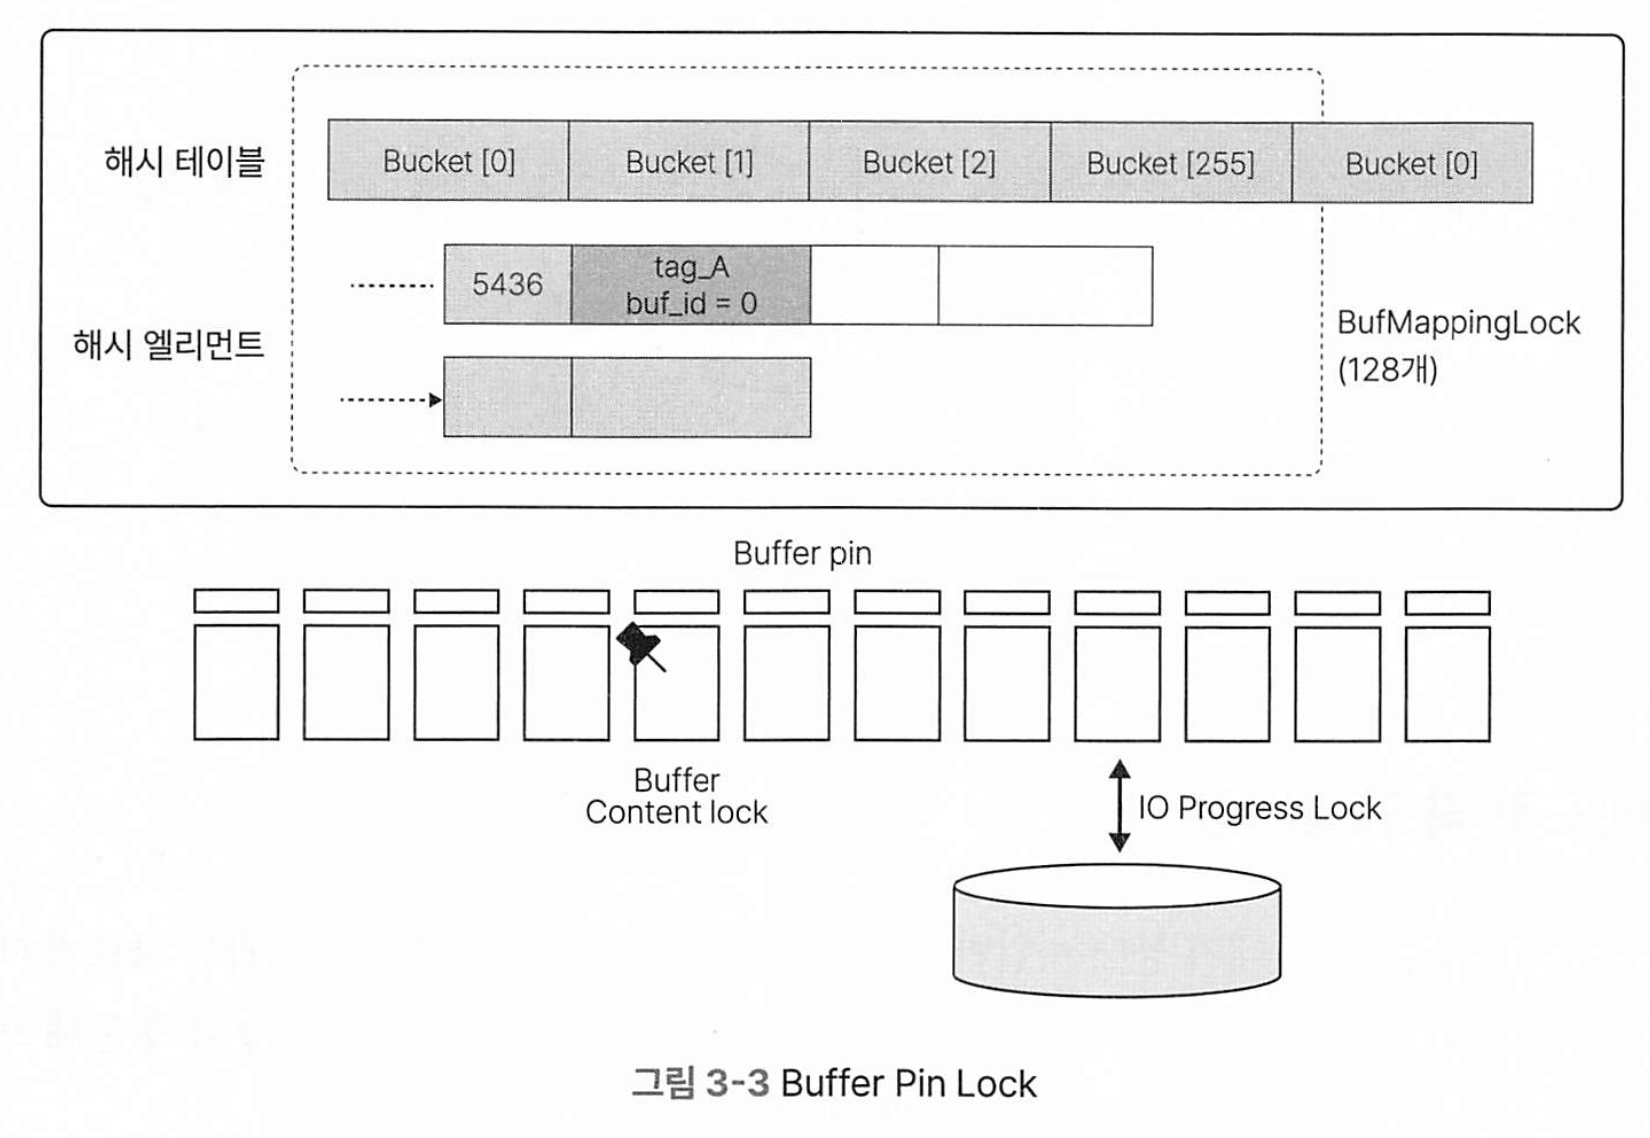 해시 테이블
Bucket [0]
Bucket [1]
Bucket [2]
Bucket [255]
Bucket [0]
5436
tag_A
buf_id = 0
해시 엘리먼트
BufMappingLock
(128개)
Buffer pin
Buffer
Content lock
IO Progress Lock
그림 3-3 Buffer Pin Lock